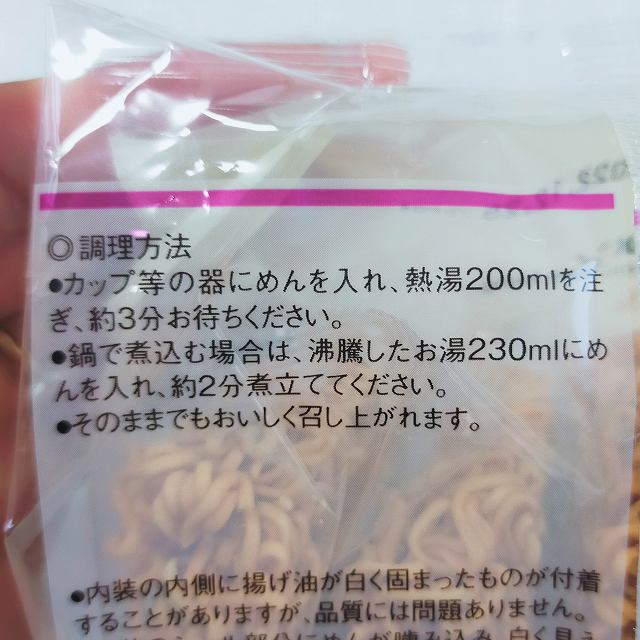 ◎調理方法
●カップ等の器にめんを入れ、熱湯200mlを注
ぎ、約3分お待ちください。
●鍋で煮込む場合は、沸騰したお湯230mlにめ
んを入れ、約2分煮立ててください。
●そのままでもおいしく召し上がれます。
●内装の内側に揚げ油が白く固まったものが付着
することがありますが、品質には問題ありません。